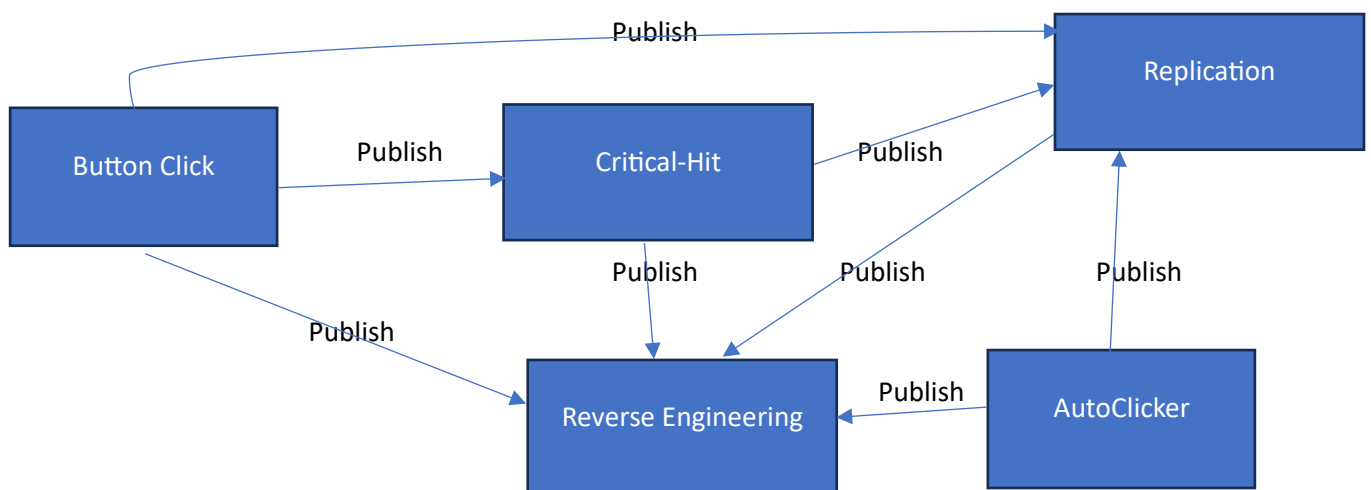 Publish
Replication
Button Click
Publish
Critical-Hit
Publish
Publish
Publish
Publish
Publish
Reverse Engineering
Publish
AutoClicker